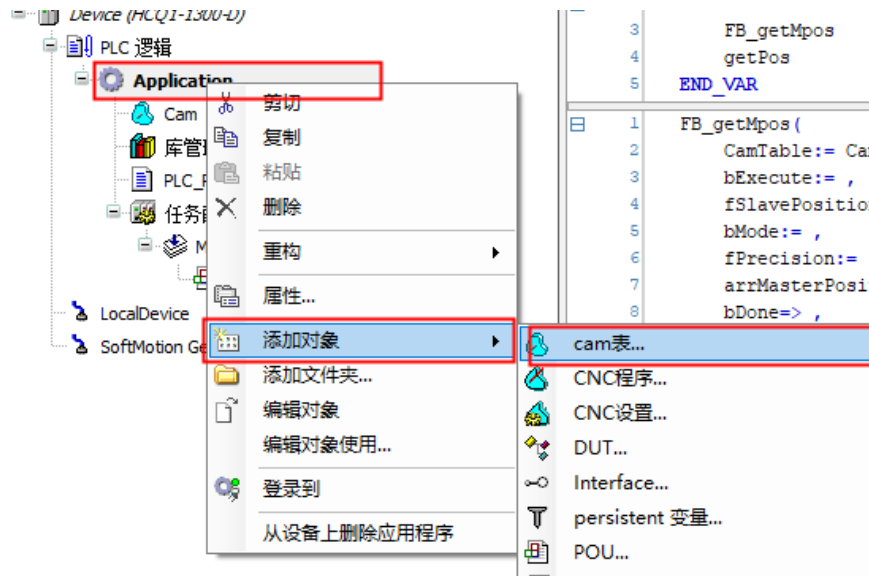 Device (HCQ1-1300-D)
PLC 逻辑
Application
Cam
PLC_
LocalDevice
SoftMotion Ge
剪切
复制
粘贴
删除
重构
属性...
添加对象
添加文件夹...
编辑对象
编辑对象使用...
登录到
从设备上删除应用程序
cam表...
CNC程序...
CNC设置...
DUT...
Interface...
persistent 变量...
POU...
3 FB_getMpos
4 getPos
5 END_VAR
1 FB_getMpos(
2 CamTable:= Ca
3 bExecute:= ,
4 fSlavePosition
5 bMode:= ,
6 fPrecision:=
7 arrMasterPosi
8 bDone=> ,